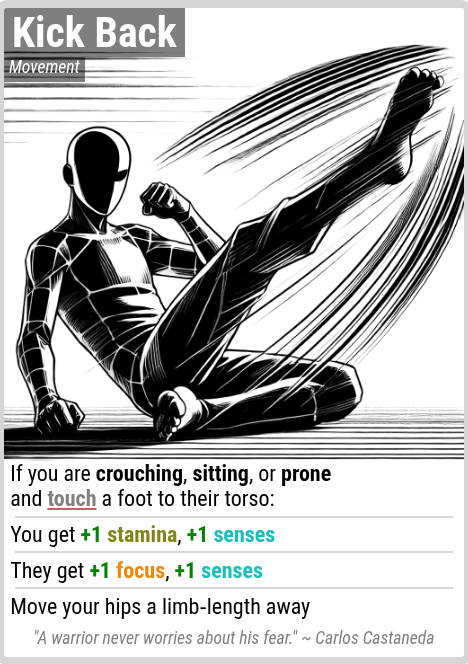 Kick Back
Movement
If you are crouching, sitting, or prone
and touch a foot to their torso:
You get +1 stamina, +1 senses
They get +1 focus, +1 senses
Move your hips a limb-length away
"A warrior never worries about his fear." ~ Carlos Castaneda